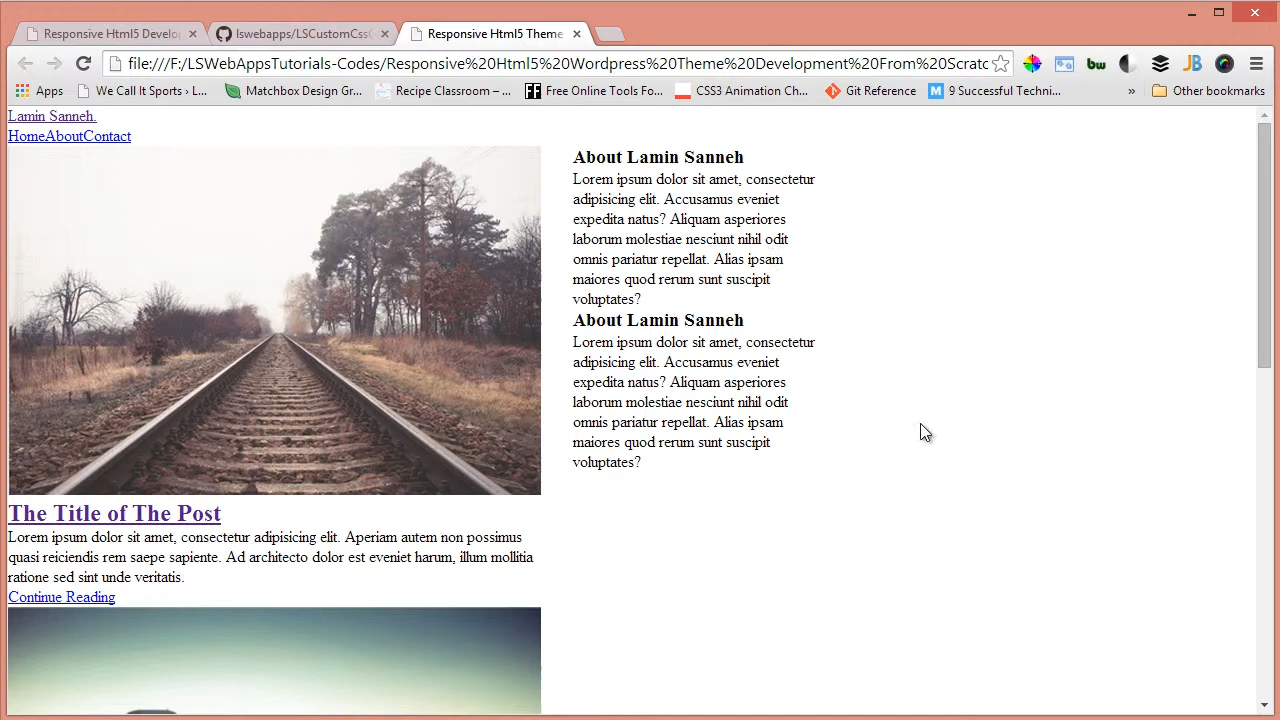 Responsive Html5 Develo
lswebapps/LSCustomCssG
Responsive Html5 Theme
file:///F:/LSWebAppsTutorials-Codes/Responsive%20Html5%20Wordpress%20Theme%20Development%20From%20Scratc
Apps
We Call It Sports › L...
Matchbox Design Gr...
Recipe Classroom – ...
Free Online Tools Fo...
CSS3 Animation Ch...
Git Reference
9 Successful Techni...
»
Other bookmarks
Lamin Sanneh.
HomeAboutContact
About Lamin Sanneh
Lorem ipsum dolor sit amet, consectetur
adipisicing elit. Accusamus eveniet
expedita natus? Aliquam asperiores
laborum molestiae nesciunt nihil odit
omnis pariatur repellat. Alias ipsam
maiores quod rerum sunt suscipit
voluptates?
About Lamin Sanneh
Lorem ipsum dolor sit amet, consectetur
adipisicing elit. Accusamus eveniet
expedita natus? Aliquam asperiores
laborum molestiae nesciunt nihil odit
omnis pariatur repellat. Alias ipsam
maiores quod rerum sunt suscipit
voluptates?
The Title of The Post
Lorem ipsum dolor sit amet, consectetur adipisicing elit. Aperiam autem non possimus
quasi reiciendis rem saepe sapiente. Ad architecto dolor est eveniet harum, illum mollitia
ratione sed sint unde veritatis.
Continue Reading